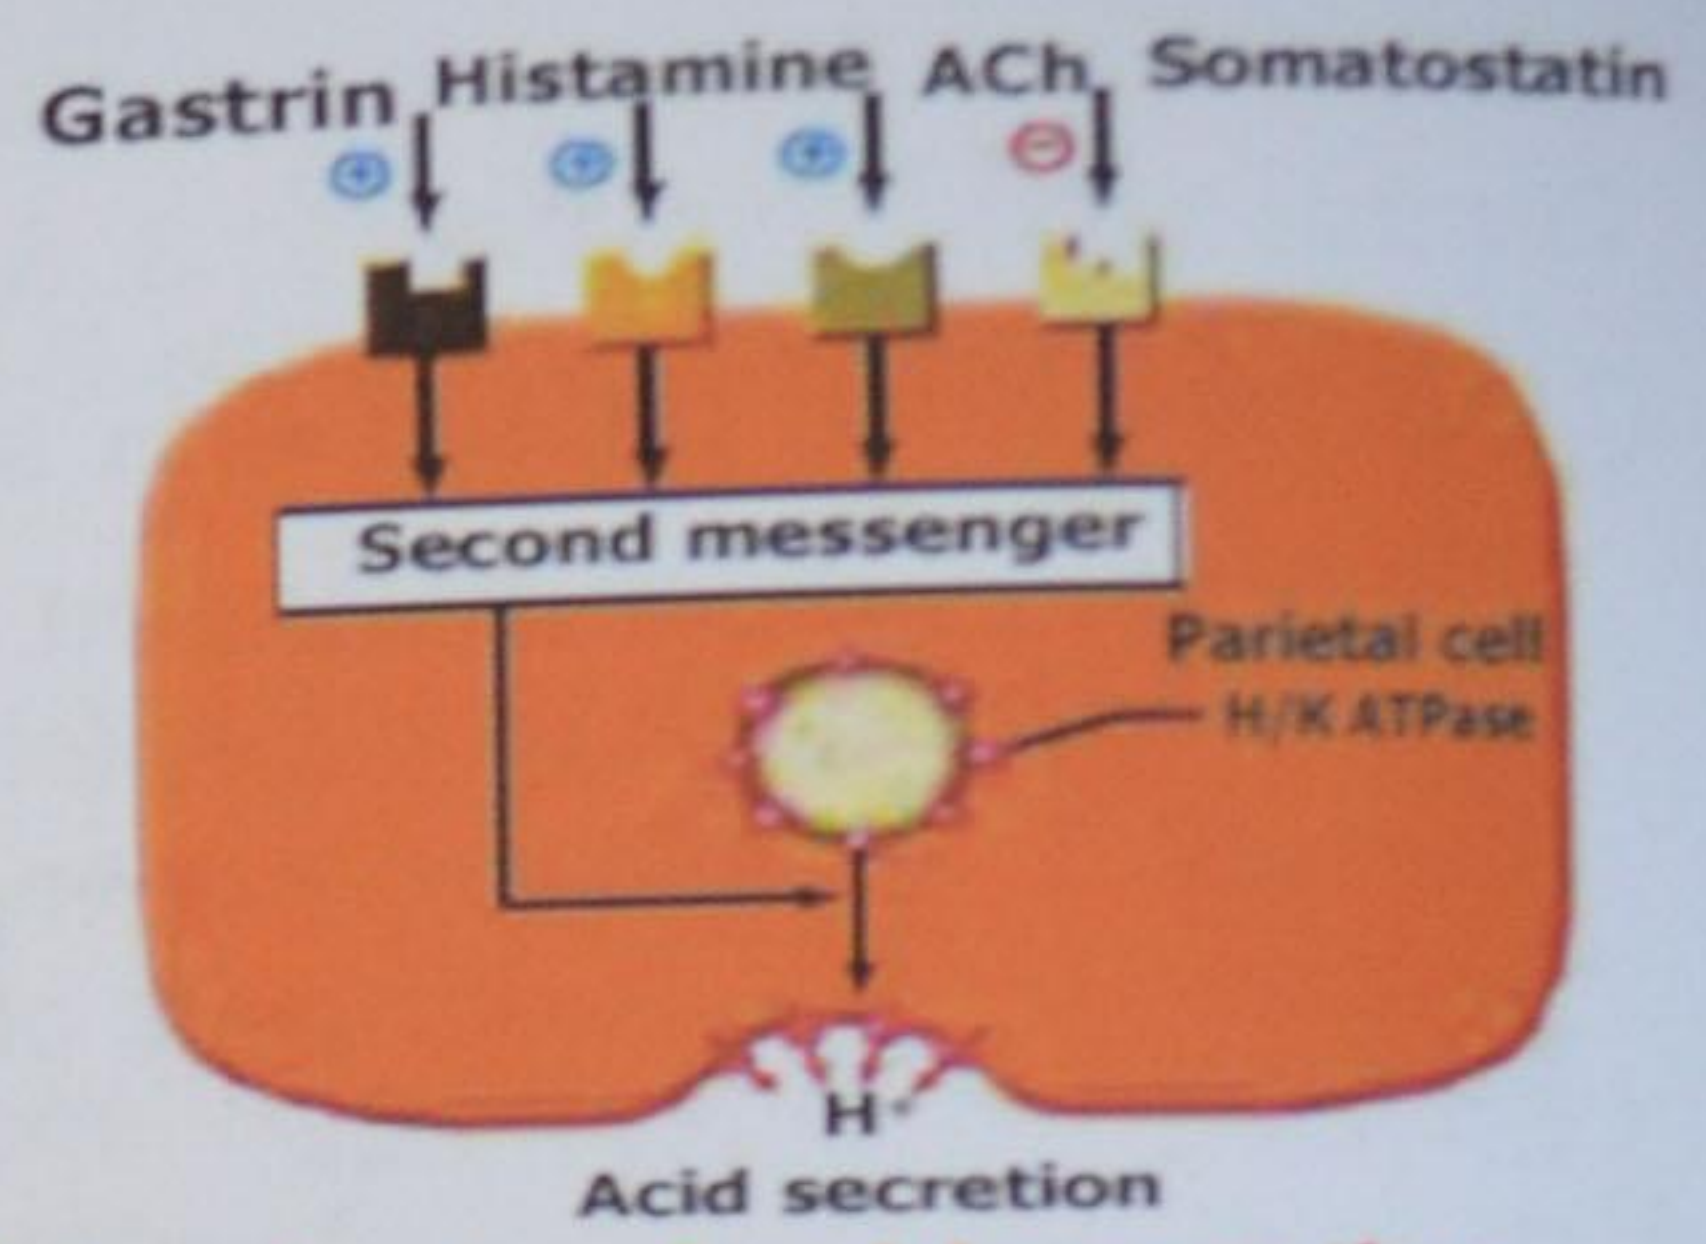 Gastrin Histamine ACh Somatostatin
+ + + −
Second messenger
Parietal cell
H/K ATPase
H+
Acid secretion